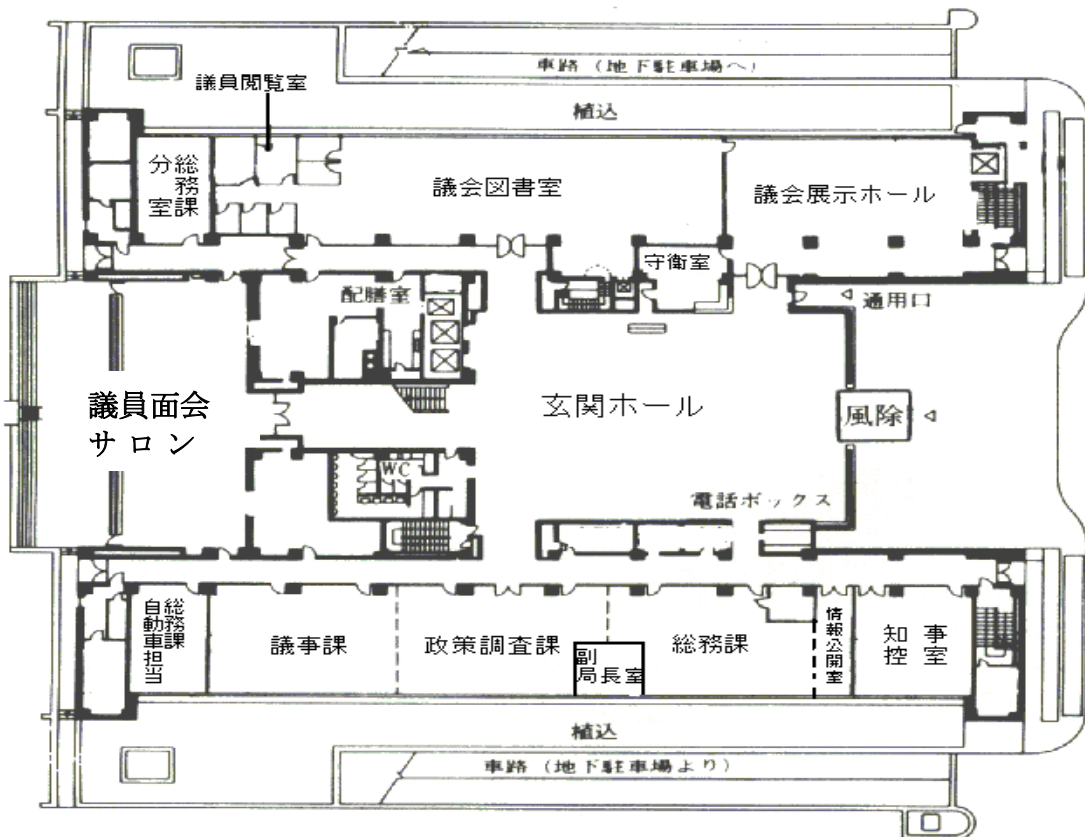 車路（地下駐車場へ）
議員閲覧室
植込
総務課
分室
議会図書室
議会展示ホール
守衛室
配膳室
通用口
議員面会
サロン
玄関ホール
風除
WC
電話ボックス
総務課
自動車担当
議事課
政策調査課
副
局長室
総務課
情報公開室
知事
控室
植込
車路（地下駐車場より）